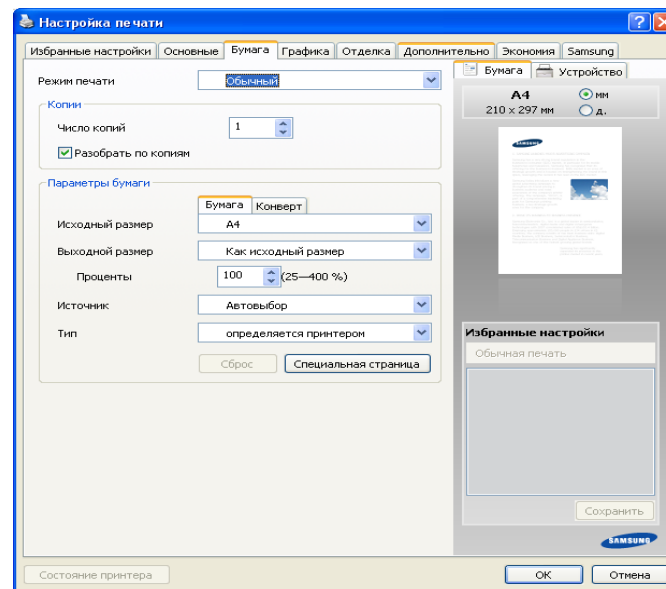 Настройка печати
Избранные настройки Основные Бумага Графика Отделка Дополнительно Экономия Samsung
Режим печати Обычный
Копии
Число копий 1
Разобрать по копиям
Параметры бумаги
Бумага Конверт
Исходный размер A4
Выходной размер Как исходный размер
Проценты 100 (25—400 %)
Источник Автовыбор
Тип определяется принтером
Сброс Специальная страница
Бумага Устройство
A4 мм
210 x 297 мм д.
SAMSUNG
Избранные настройки
Обычная печать
Сохранить
SAMSUNG
Состояние принтера OK Отмена